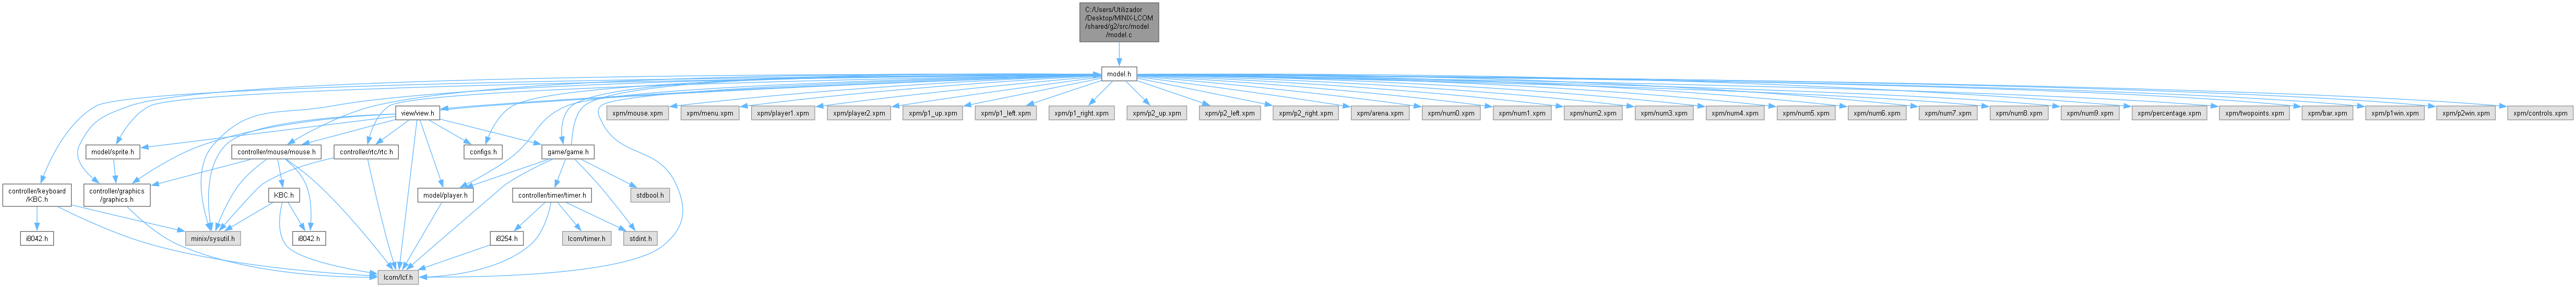 C:/Users/Utilizador
/Desktop/MINIX-LCOM
/shared/g2/src/model
/model.c
model.h
view/view.h
xpm/mouse.xpm
xpm/menu.xpm
xpm/player1.xpm
xpm/player2.xpm
xpm/p1_up.xpm
xpm/p1_left.xpm
xpm/p1_right.xpm
xpm/p2_up.xpm
xpm/p2_left.xpm
xpm/p2_right.xpm
xpm/arena.xpm
xpm/num0.xpm
xpm/num1.xpm
xpm/num2.xpm
xpm/num3.xpm
xpm/num4.xpm
xpm/num5.xpm
xpm/num6.xpm
xpm/num7.xpm
xpm/num8.xpm
xpm/num9.xpm
xpm/percentage.xpm
xpm/twopoints.xpm
xpm/bar.xpm
xpm/p1win.xpm
xpm/p2win.xpm
xpm/controls.xpm
model/sprite.h
controller/mouse/mouse.h
controller/rtc/rtc.h
configs.h
game/game.h
controller/keyboard
/KBC.h
controller/graphics
/graphics.h
KBC.h
model/player.h
controller/timer/timer.h
stdbool.h
i8042.h
minix/sysutil.h
i8042.h
i8254.h
lcom/timer.h
stdint.h
lcom/lcf.h